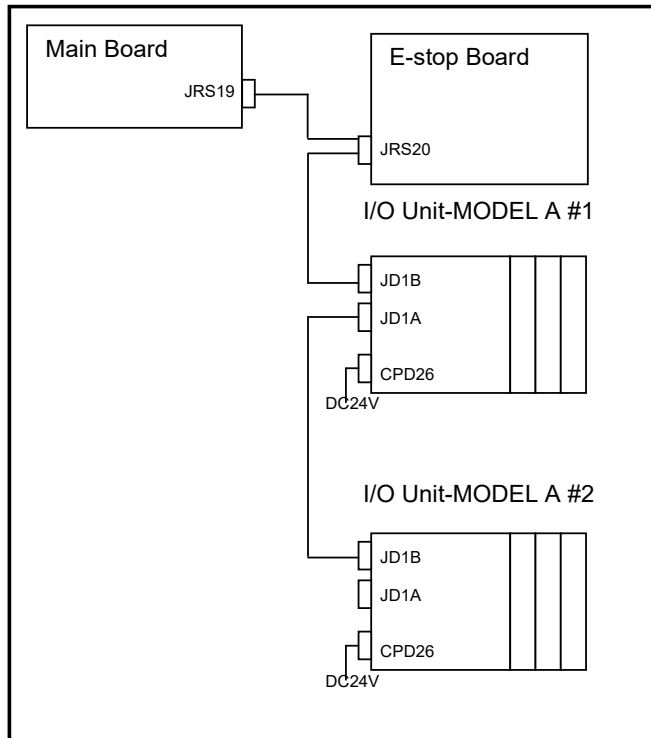 Main Board
JRS19
E-stop Board
JRS20
I/O Unit-MODEL A #1
JD1B
JD1A
CPD26
DC24V
I/O Unit-MODEL A #2
JD1B
JD1A
CPD26
DC24V